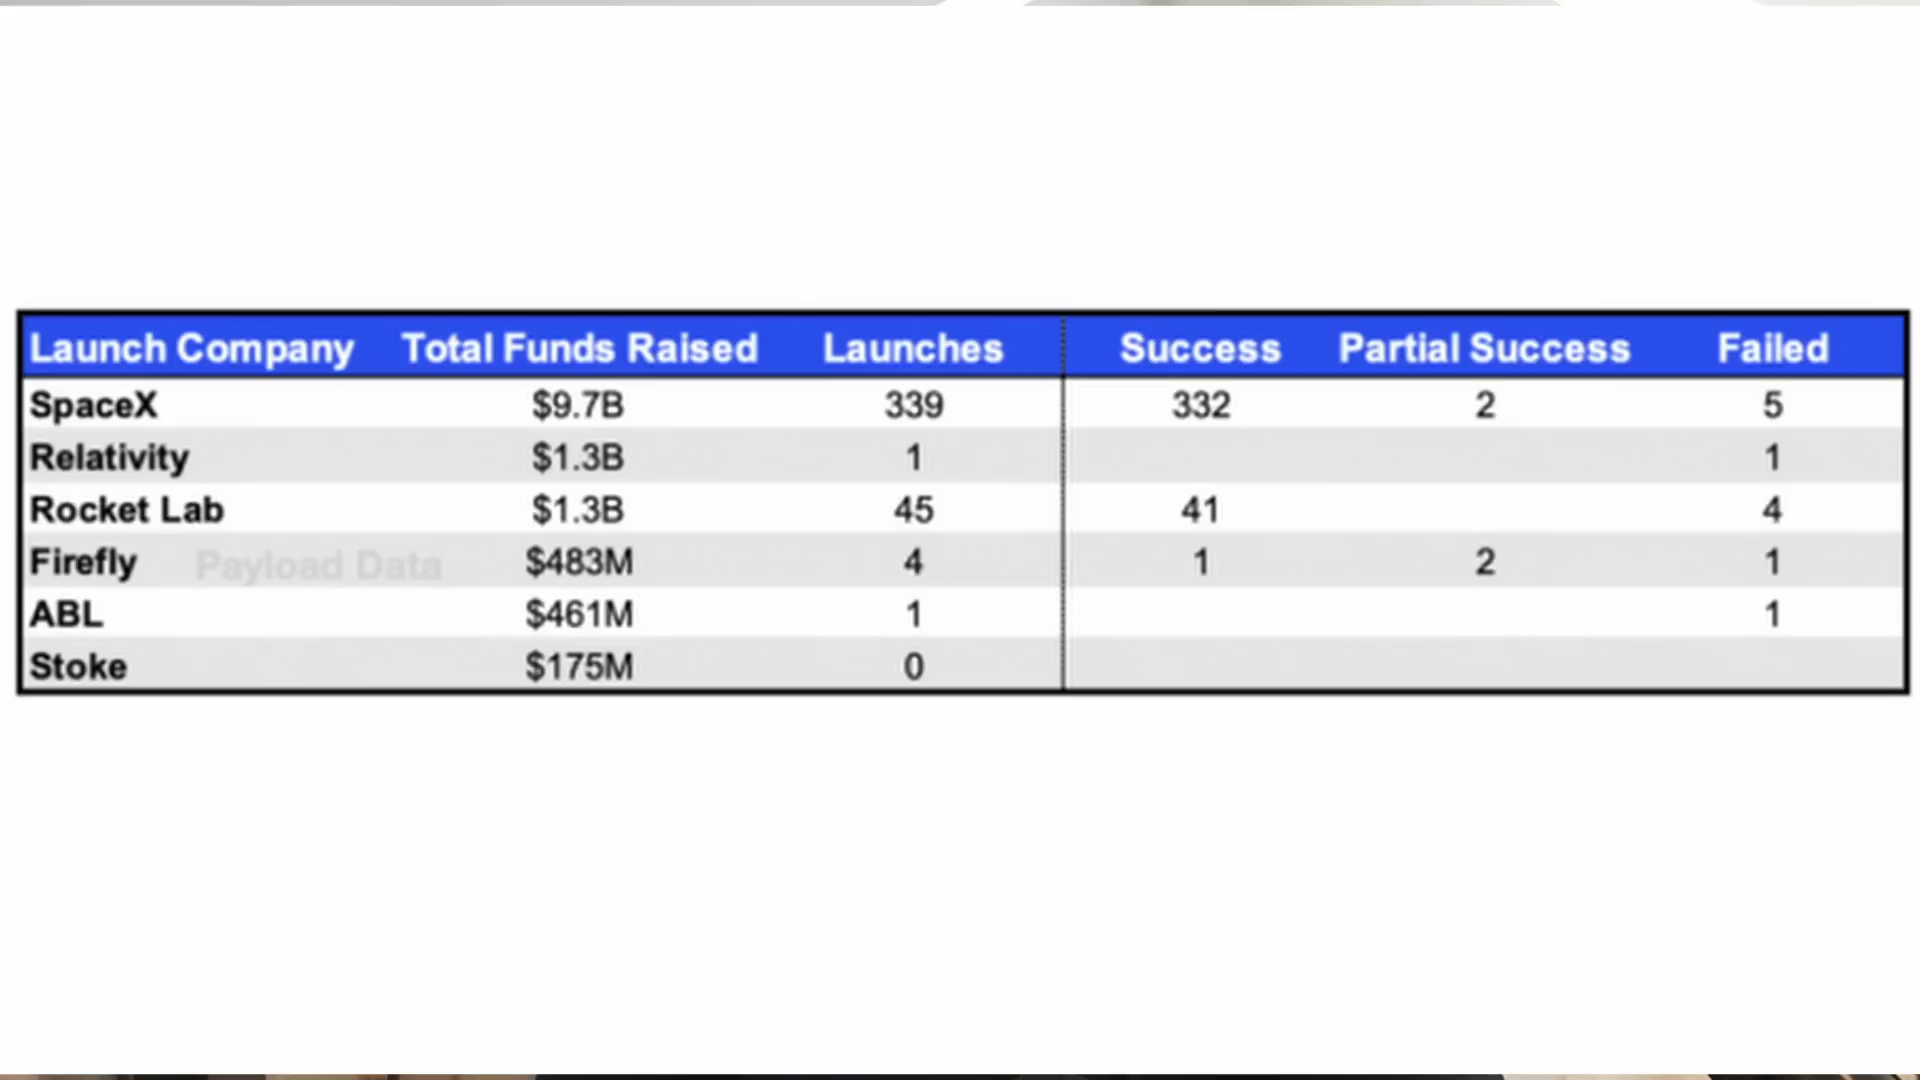 Launch Company Total Funds Raised Launches Success Partial Success Failed
SpaceX $9.7B 339 332 2 5
Relativity $1.3B 1 1
Rocket Lab $1.3B 45 41 4
Firefly Payload Data $483M 4 1 2 1
ABL $461M 1 1
Stoke $175M 0